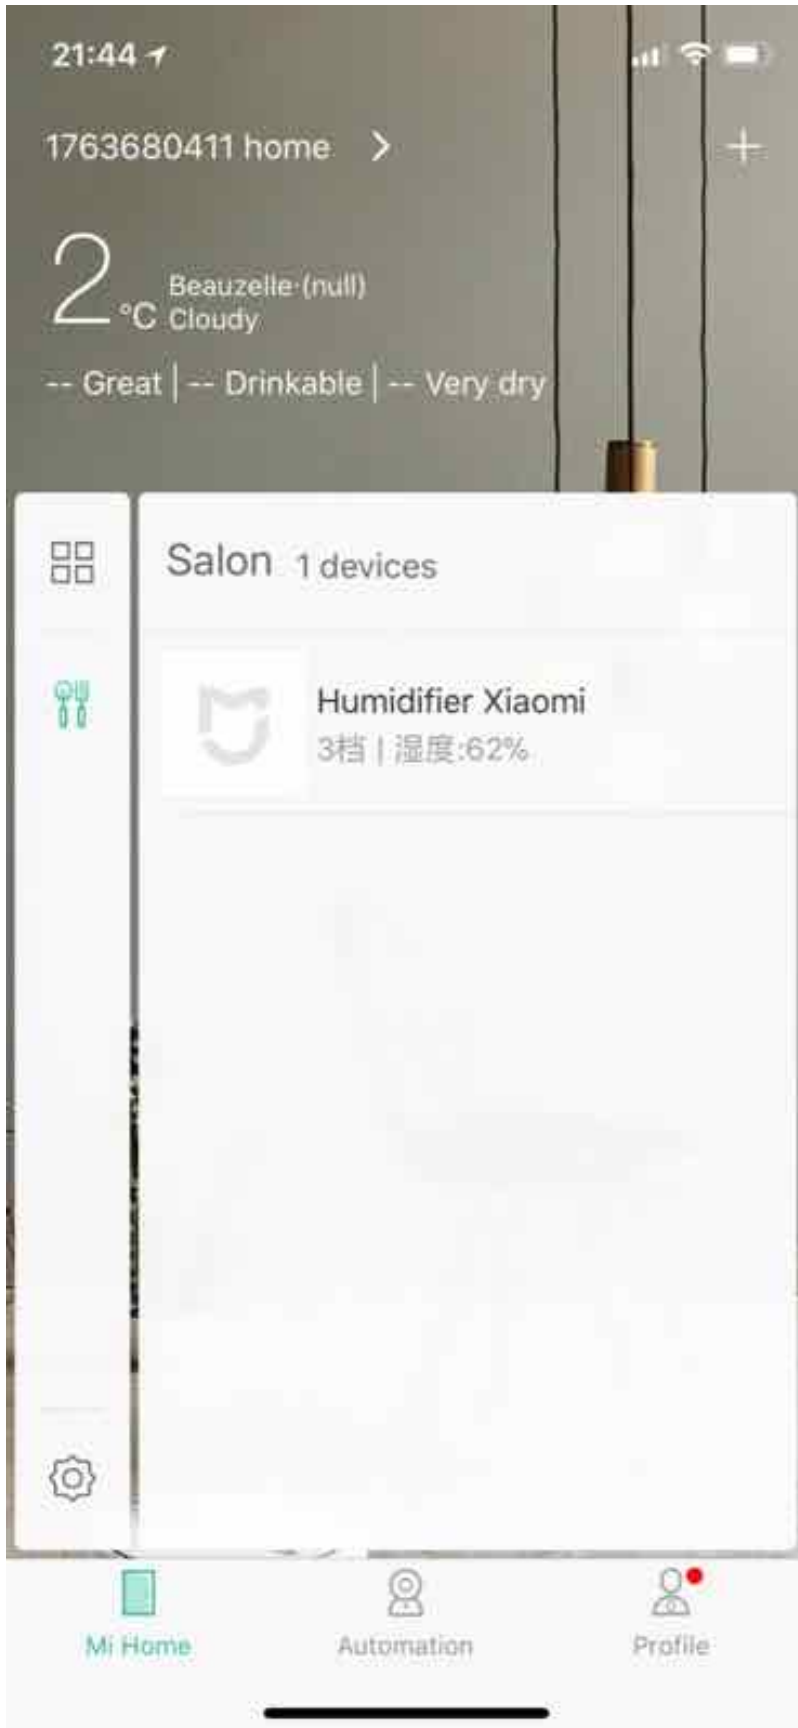 21:44
1763680411 home
2 °C Beauzelle·(null)
Cloudy
-- Great | -- Drinkable | -- Very dry
Salon 1 devices
Humidifier Xiaomi
3档 | 湿度:62%
Mi Home Automation Profile